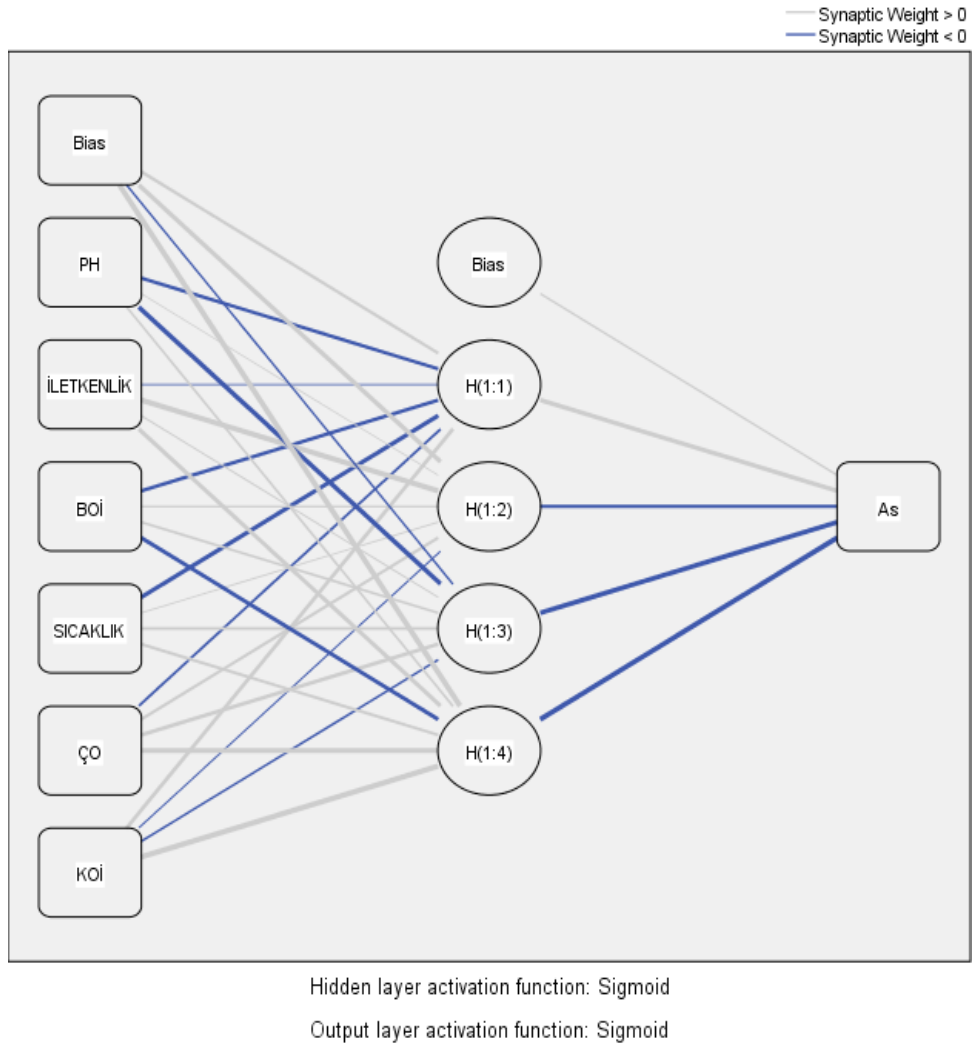 Synaptic Weight > 0
Synaptic Weight < 0
Bias
PH
İLETKENLİK
BOİ
SICAKLIK
ÇO
KOİ
Bias
H(1:1)
H(1:2)
H(1:3)
H(1:4)
As
Hidden layer activation function: Sigmoid
Output layer activation function: Sigmoid